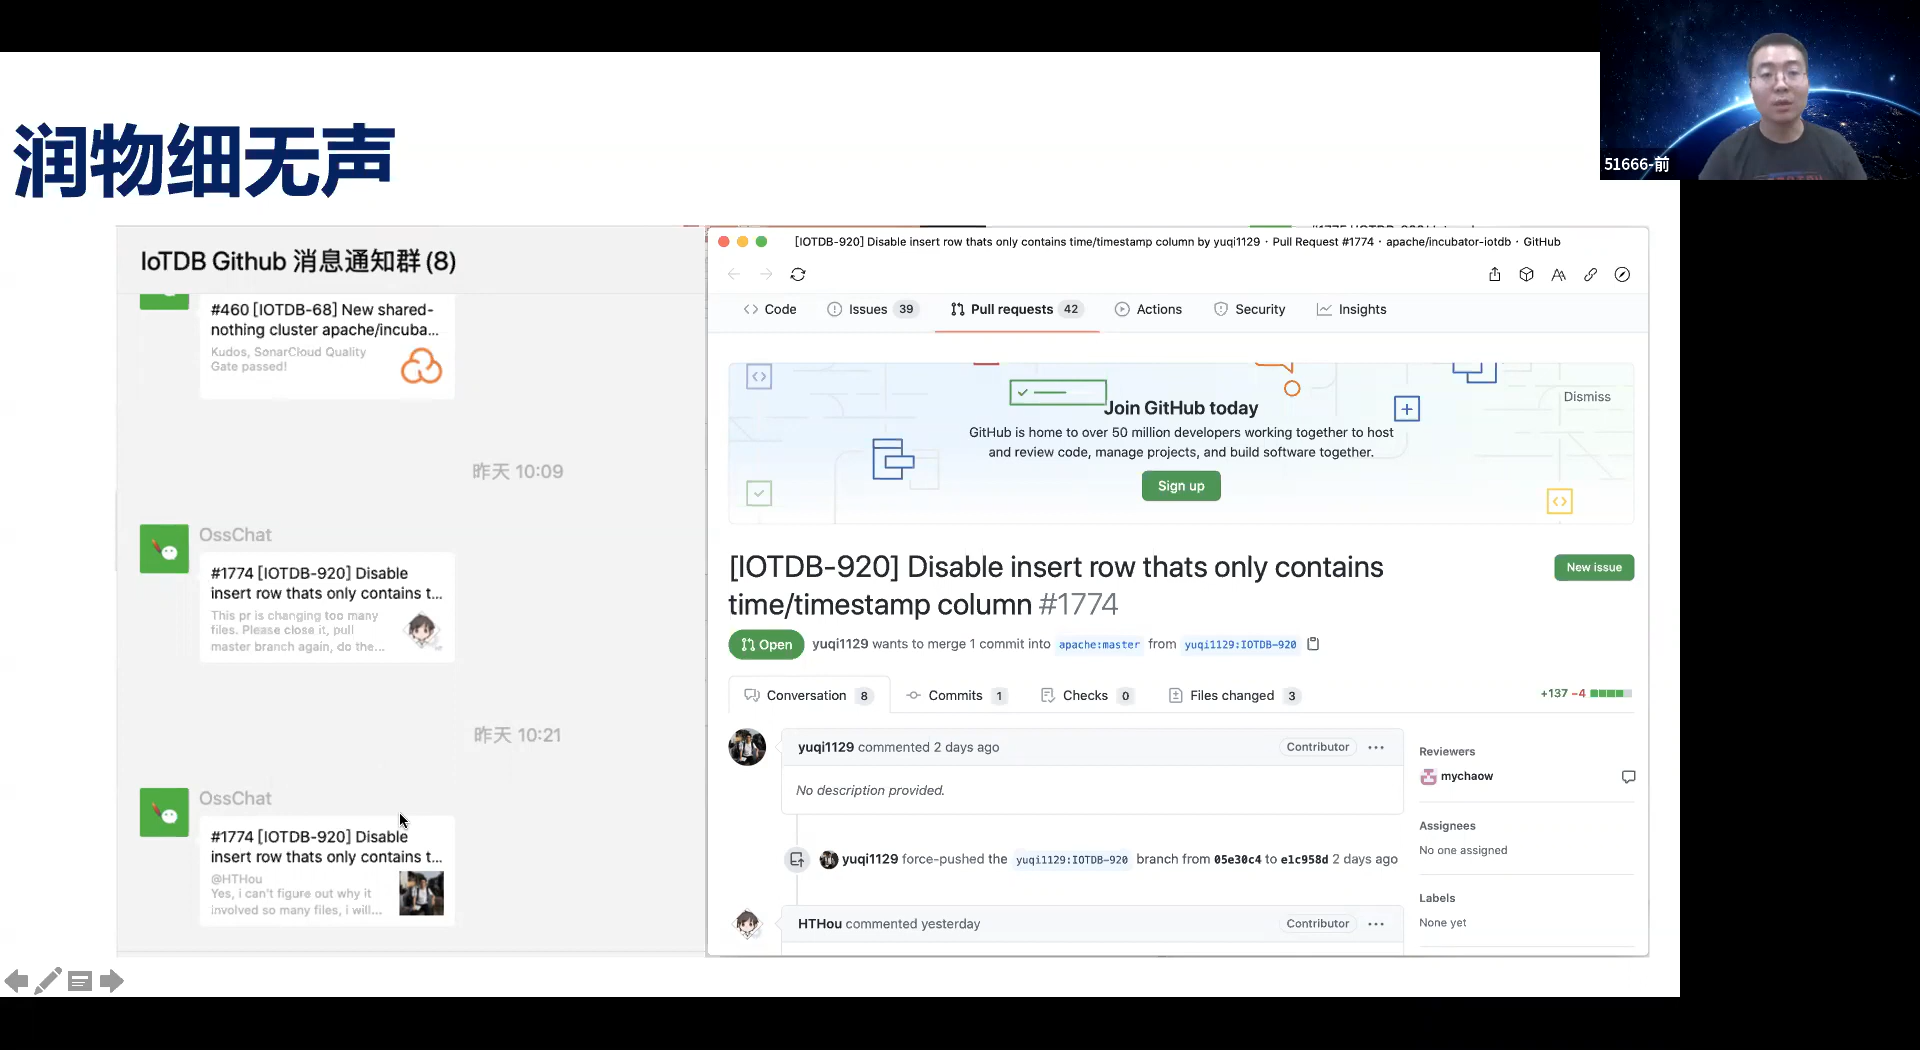 润物细无声
51666-前
IoTDB Github 消息通知群 (8)
#460 [IOTDB-68] New shared-
nothing cluster apache/incuba...
Kudos, SonarCloud Quality
Gate passed!
昨天 10:09
OssChat
#1774 [IOTDB-920] Disable
insert row thats only contains t...
This pr is changing too many
files. Please close it, pull
master branch again, do the...
昨天 10:21
OssChat
#1774 [IOTDB-920] Disable
insert row thats only contains t...
@HTHou
Yes, i can't figure out why it
involved so many files, i will...
[IOTDB-920] Disable insert row thats only contains time/timestamp column by yuqi1129 · Pull Request #1774 · apache/incubator-iotdb · GitHub
Code Issues 39 Pull requests 42 Actions Security Insights
Dismiss
Join GitHub today
GitHub is home to over 50 million developers working together to host
and review code, manage projects, and build software together.
Sign up
[IOTDB-920] Disable insert row thats only contains
time/timestamp column #1774
New issue
Open yuqi1129 wants to merge 1 commit into apache:master from yuqi1129:IOTDB-920
Conversation 8 Commits 1 Checks 0 Files changed 3 +137 −4
yuqi1129 commented 2 days ago Contributor ...
No description provided.
yuqi1129 force-pushed the yuqi1129:IOTDB-920 branch from 05e30c4 to e1c958d 2 days ago
HTHou commented yesterday Contributor ...
Reviewers
mychaow
Assignees
No one assigned
Labels
None yet